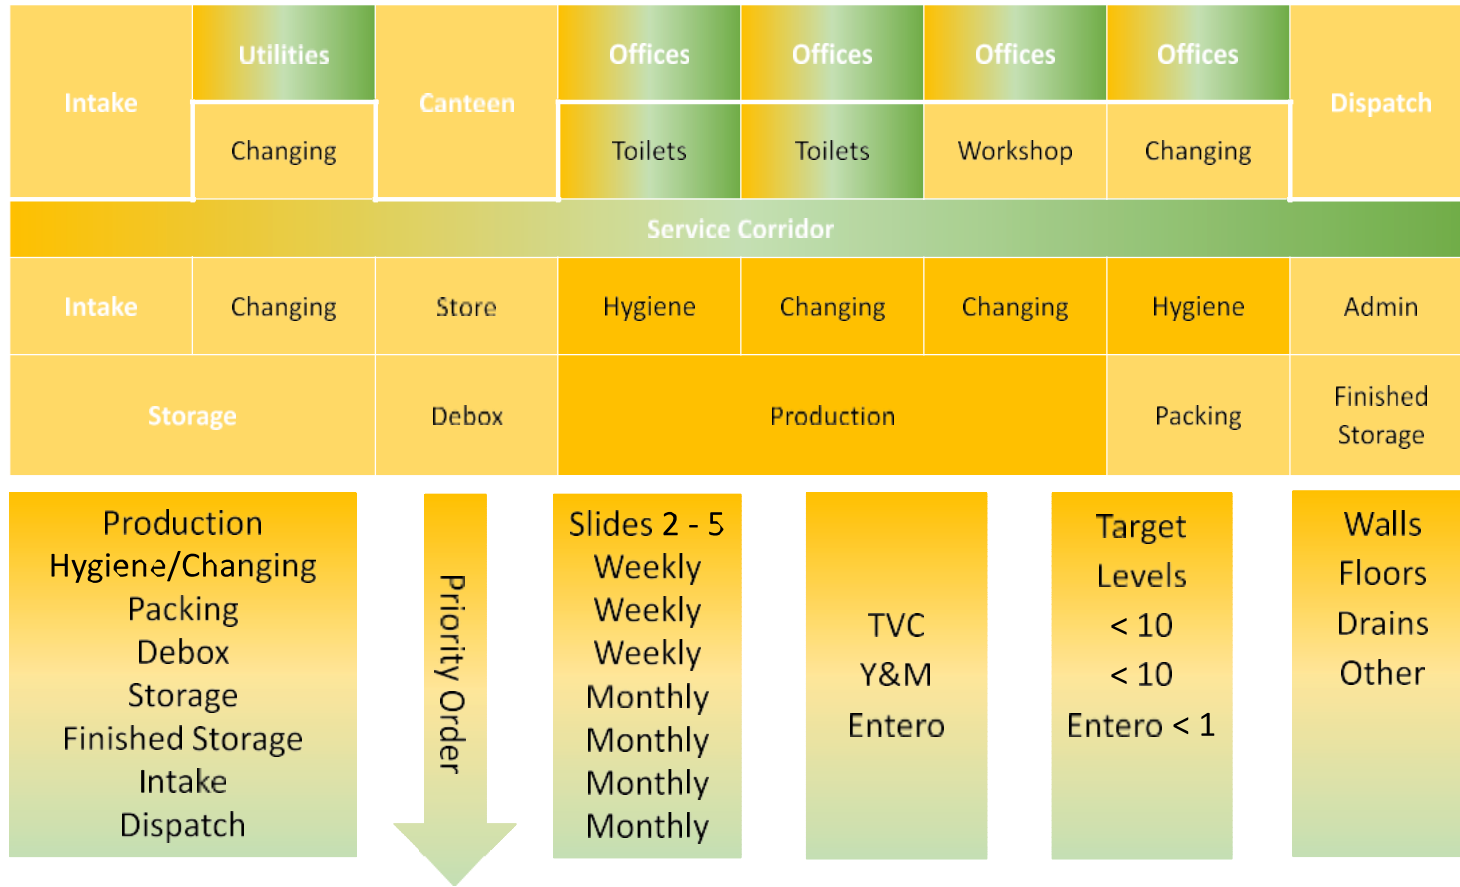 Intake
Utilities
Canteen
Offices
Offices
Offices
Offices
Dispatch
Changing
Toilets
Toilets
Workshop
Changing
Service Corridor
Intake
Changing
Store
Hygiene
Changing
Changing
Hygiene
Admin
Storage
Debox
Production
Packing
Finished
Storage
Production
Hygiene/Changing
Packing
Debox
Storage
Finished Storage
Intake
Dispatch
Priority Order
Slides 2 - 5
Weekly
Weekly
Weekly
Monthly
Monthly
Monthly
Monthly
TVC
Y&M
Entero
Target
Levels
< 10
< 10
Entero < 1
Walls
Floors
Drains
Other